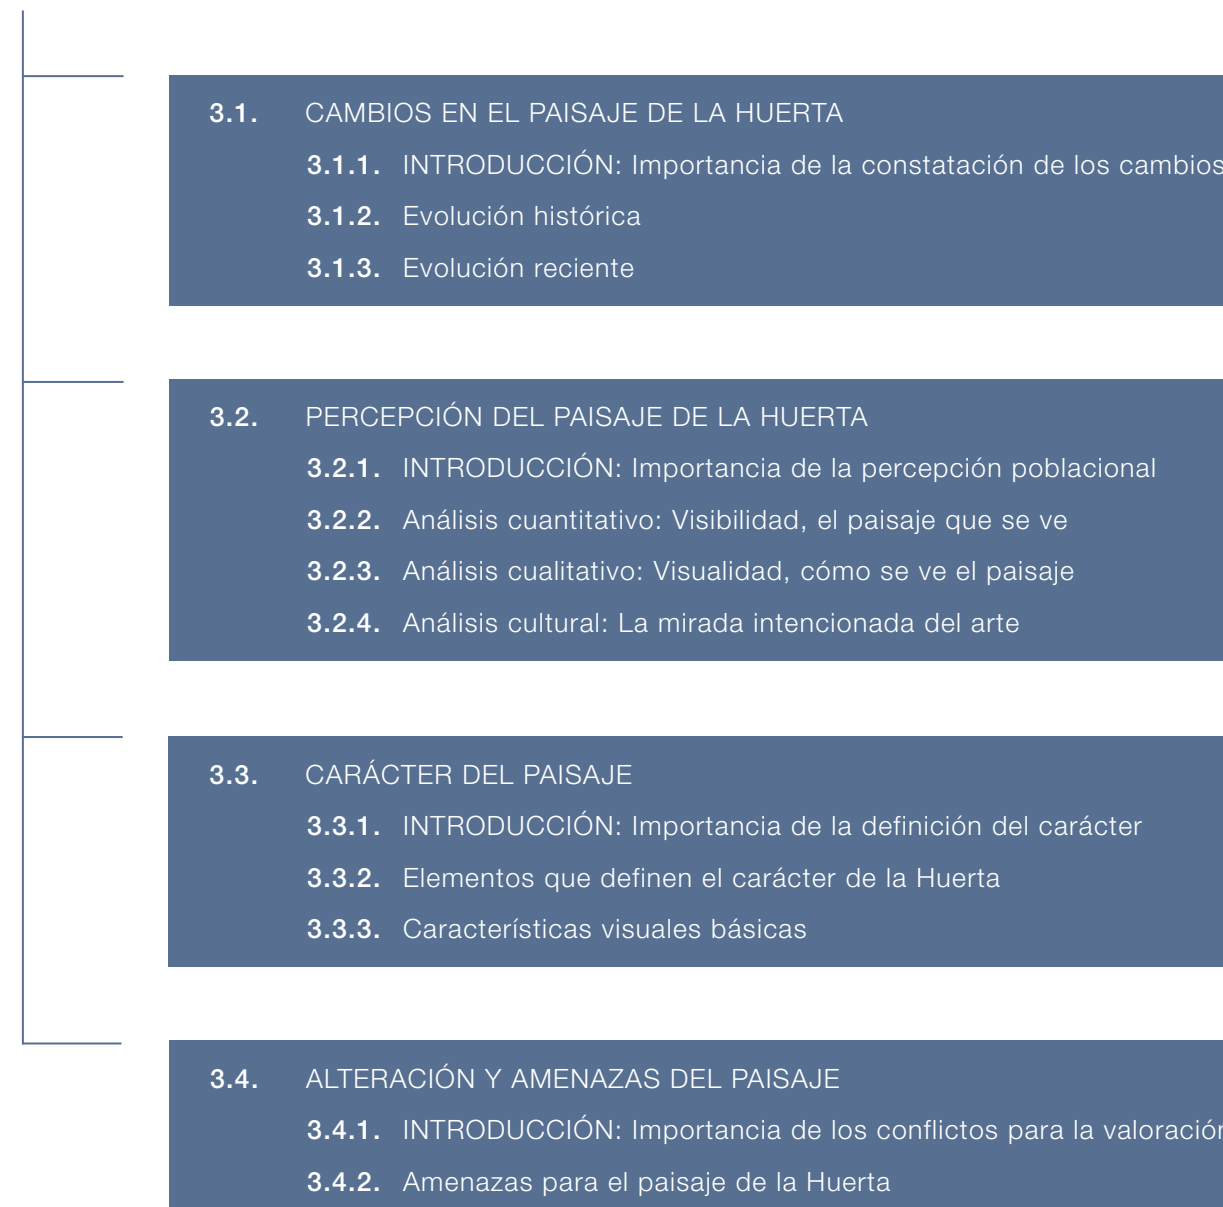 3.1. CAMBIOS EN EL PAISAJE DE LA HUERTA
3.1.1. INTRODUCCIÓN: Importancia de la constatación de los cambios
3.1.2. Evolución histórica
3.1.3. Evolución reciente
3.2. PERCEPCIÓN DEL PAISAJE DE LA HUERTA
3.2.1. INTRODUCCIÓN: Importancia de la percepción poblacional
3.2.2. Análisis cuantitativo: Visibilidad, el paisaje que se ve
3.2.3. Análisis cualitativo: Visualidad, cómo se ve el paisaje
3.2.4. Análisis cultural: La mirada intencionada del arte
3.3. CARÁCTER DEL PAISAJE
3.3.1. INTRODUCCIÓN: Importancia de la definición del carácter
3.3.2. Elementos que definen el carácter de la Huerta
3.3.3. Características visuales básicas
3.4. ALTERACIÓN Y AMENAZAS DEL PAISAJE
3.4.1. INTRODUCCIÓN: Importancia de los conflictos para la valoración
3.4.2. Amenazas para el paisaje de la Huerta